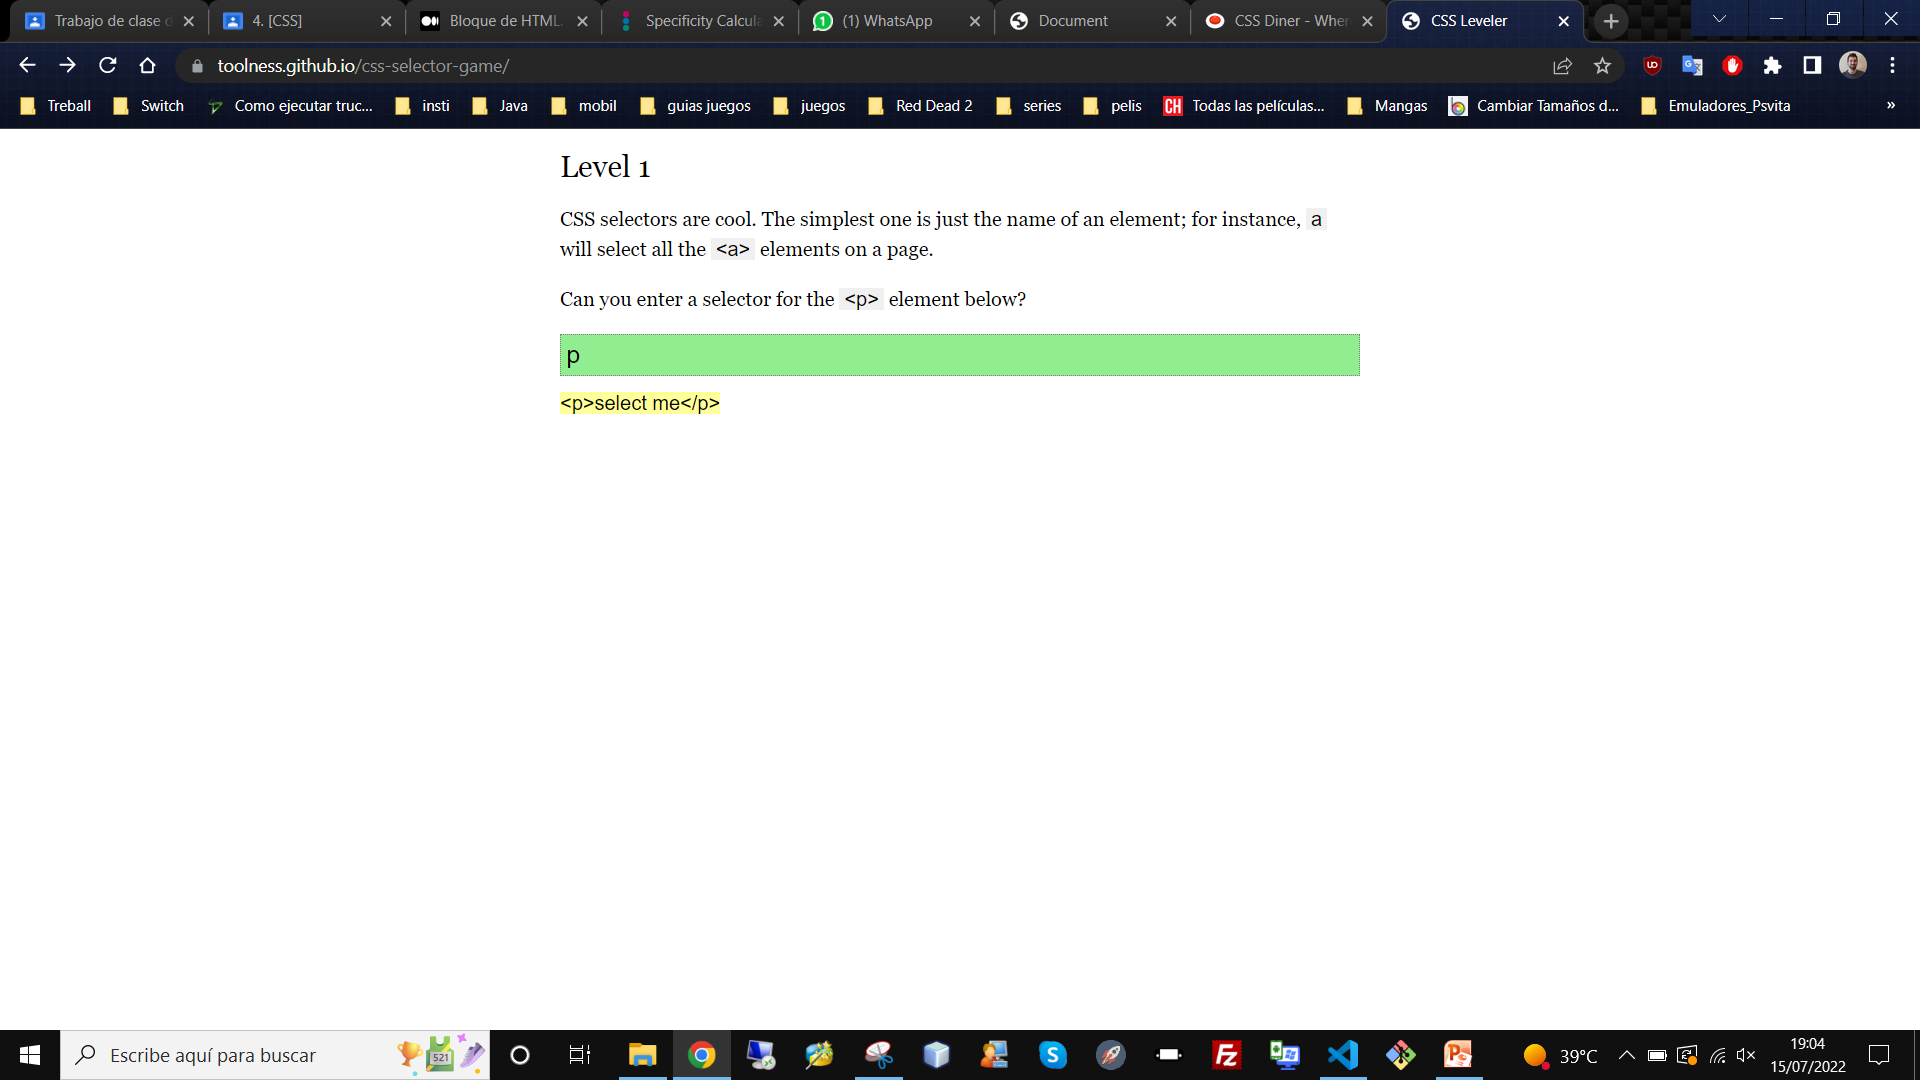 Trabajo de clase d
4. [CSS]
Bloque de HTML.
Specificity Calcula
(1) WhatsApp
Document
CSS Diner - Wher
CSS Leveler
toolness.github.io/css-selector-game/
Treball
Switch
Como ejecutar truc...
insti
Java
mobil
guias juegos
juegos
Red Dead 2
series
pelis
CH
Todas las películas...
Mangas
Cambiar Tamaños d...
Emuladores_Psvita
»
Level 1
CSS selectors are cool. The simplest one is just the name of an element; for instance, a
will select all the <a> elements on a page.
Can you enter a selector for the <p> element below?
p
<p>select me</p>
Escribe aquí para buscar
521
39°C
19:04
15/07/2022